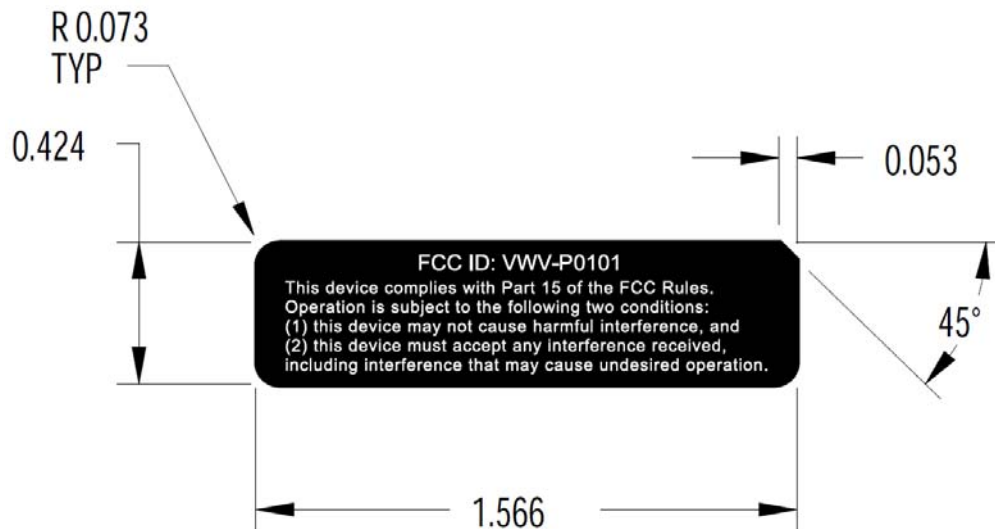 R 0.073
TYP
0.424
0.053
FCC ID: VWV-P0101
This device complies with Part 15 of the FCC Rules.
Operation is subject to the following two conditions:
(1) this device may not cause harmful interference, and
(2) this device must accept any interference received,
including interference that may cause undesired operation.
45°
1.566